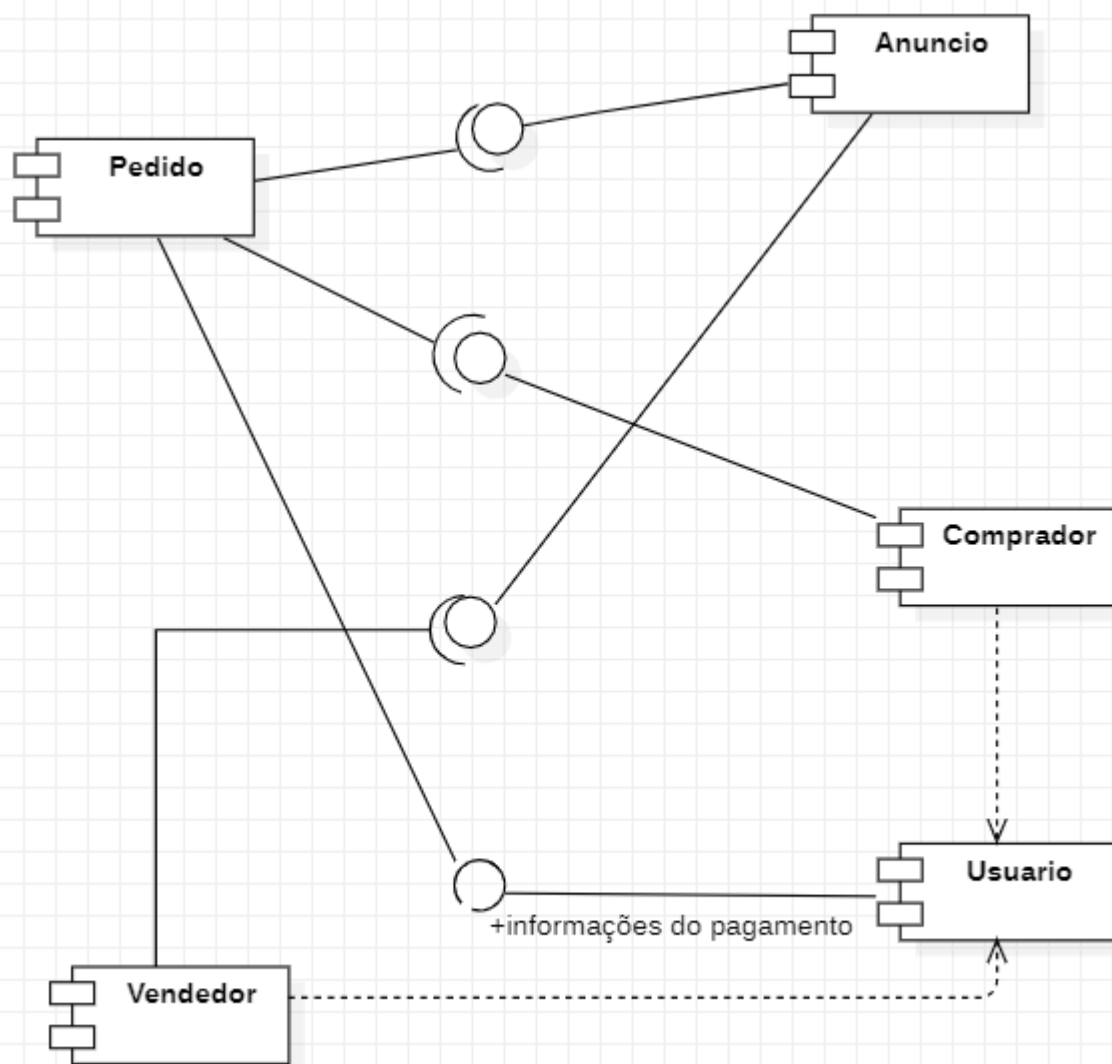 Anuncio
Pedido
Comprador
Usuario
+informações do pagamento
Vendedor